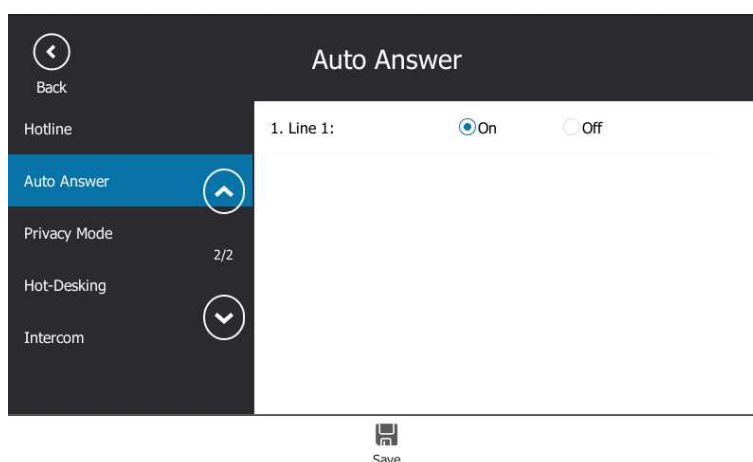 Auto Answer
Back
Hotline
Auto Answer
Privacy Mode
2/2
Hot-Desking
Intercom
1. Line 1: On Off
Save